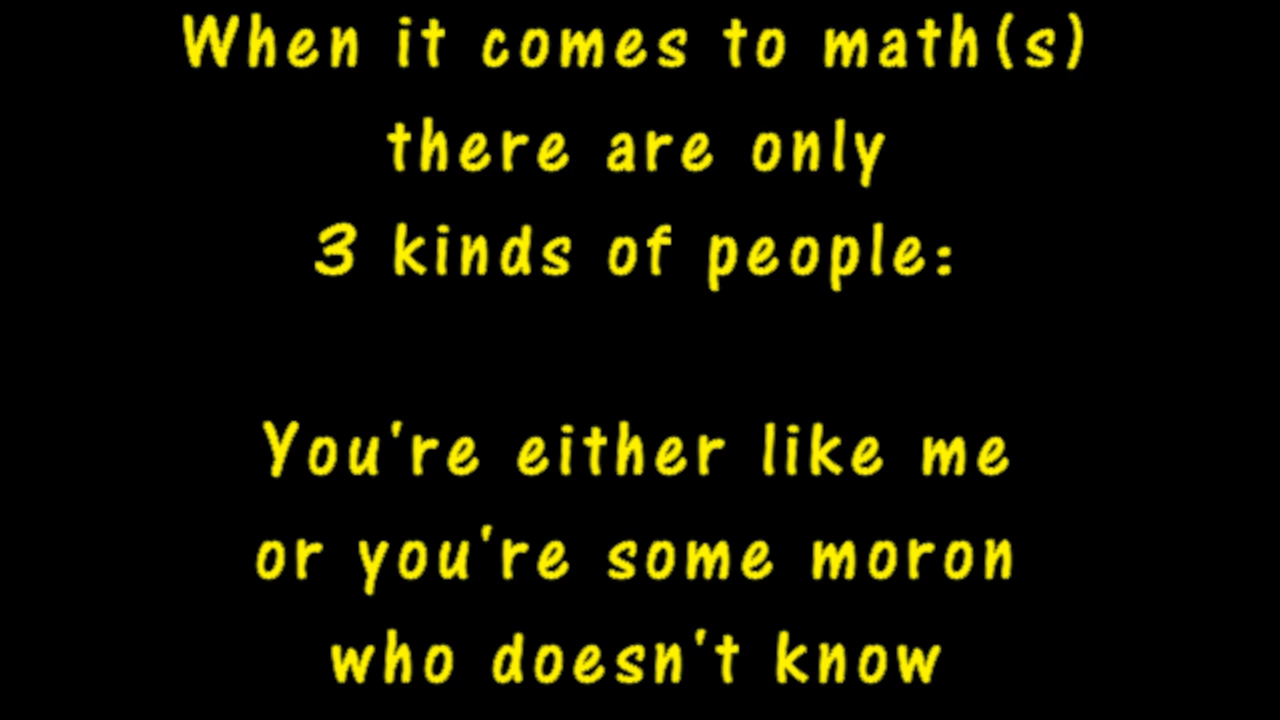 When it comes to math(s)
there are only
3 kinds of people:
You're either like me
or you're some moron
who doesn't know